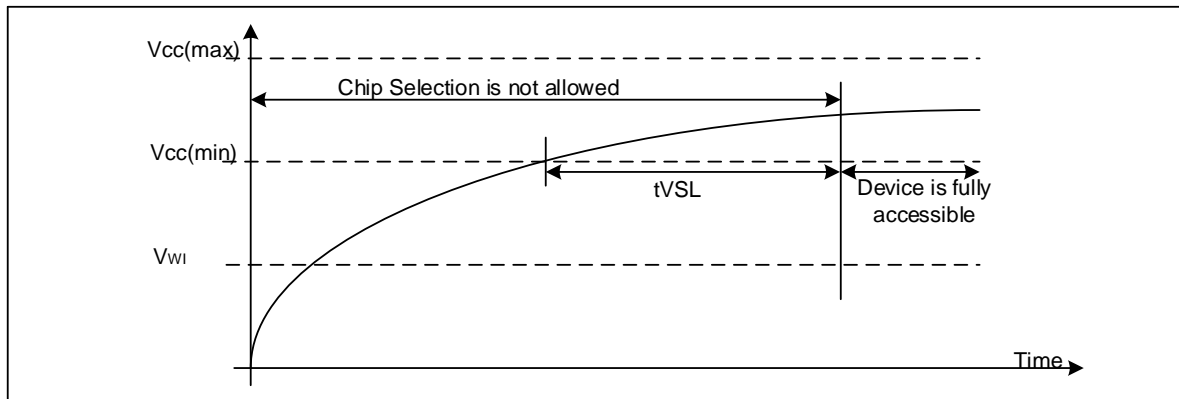 Vcc(max)
Chip Selection is not allowed
Vcc(min)
tVSL
Device is fully
accessible
VWI
Time